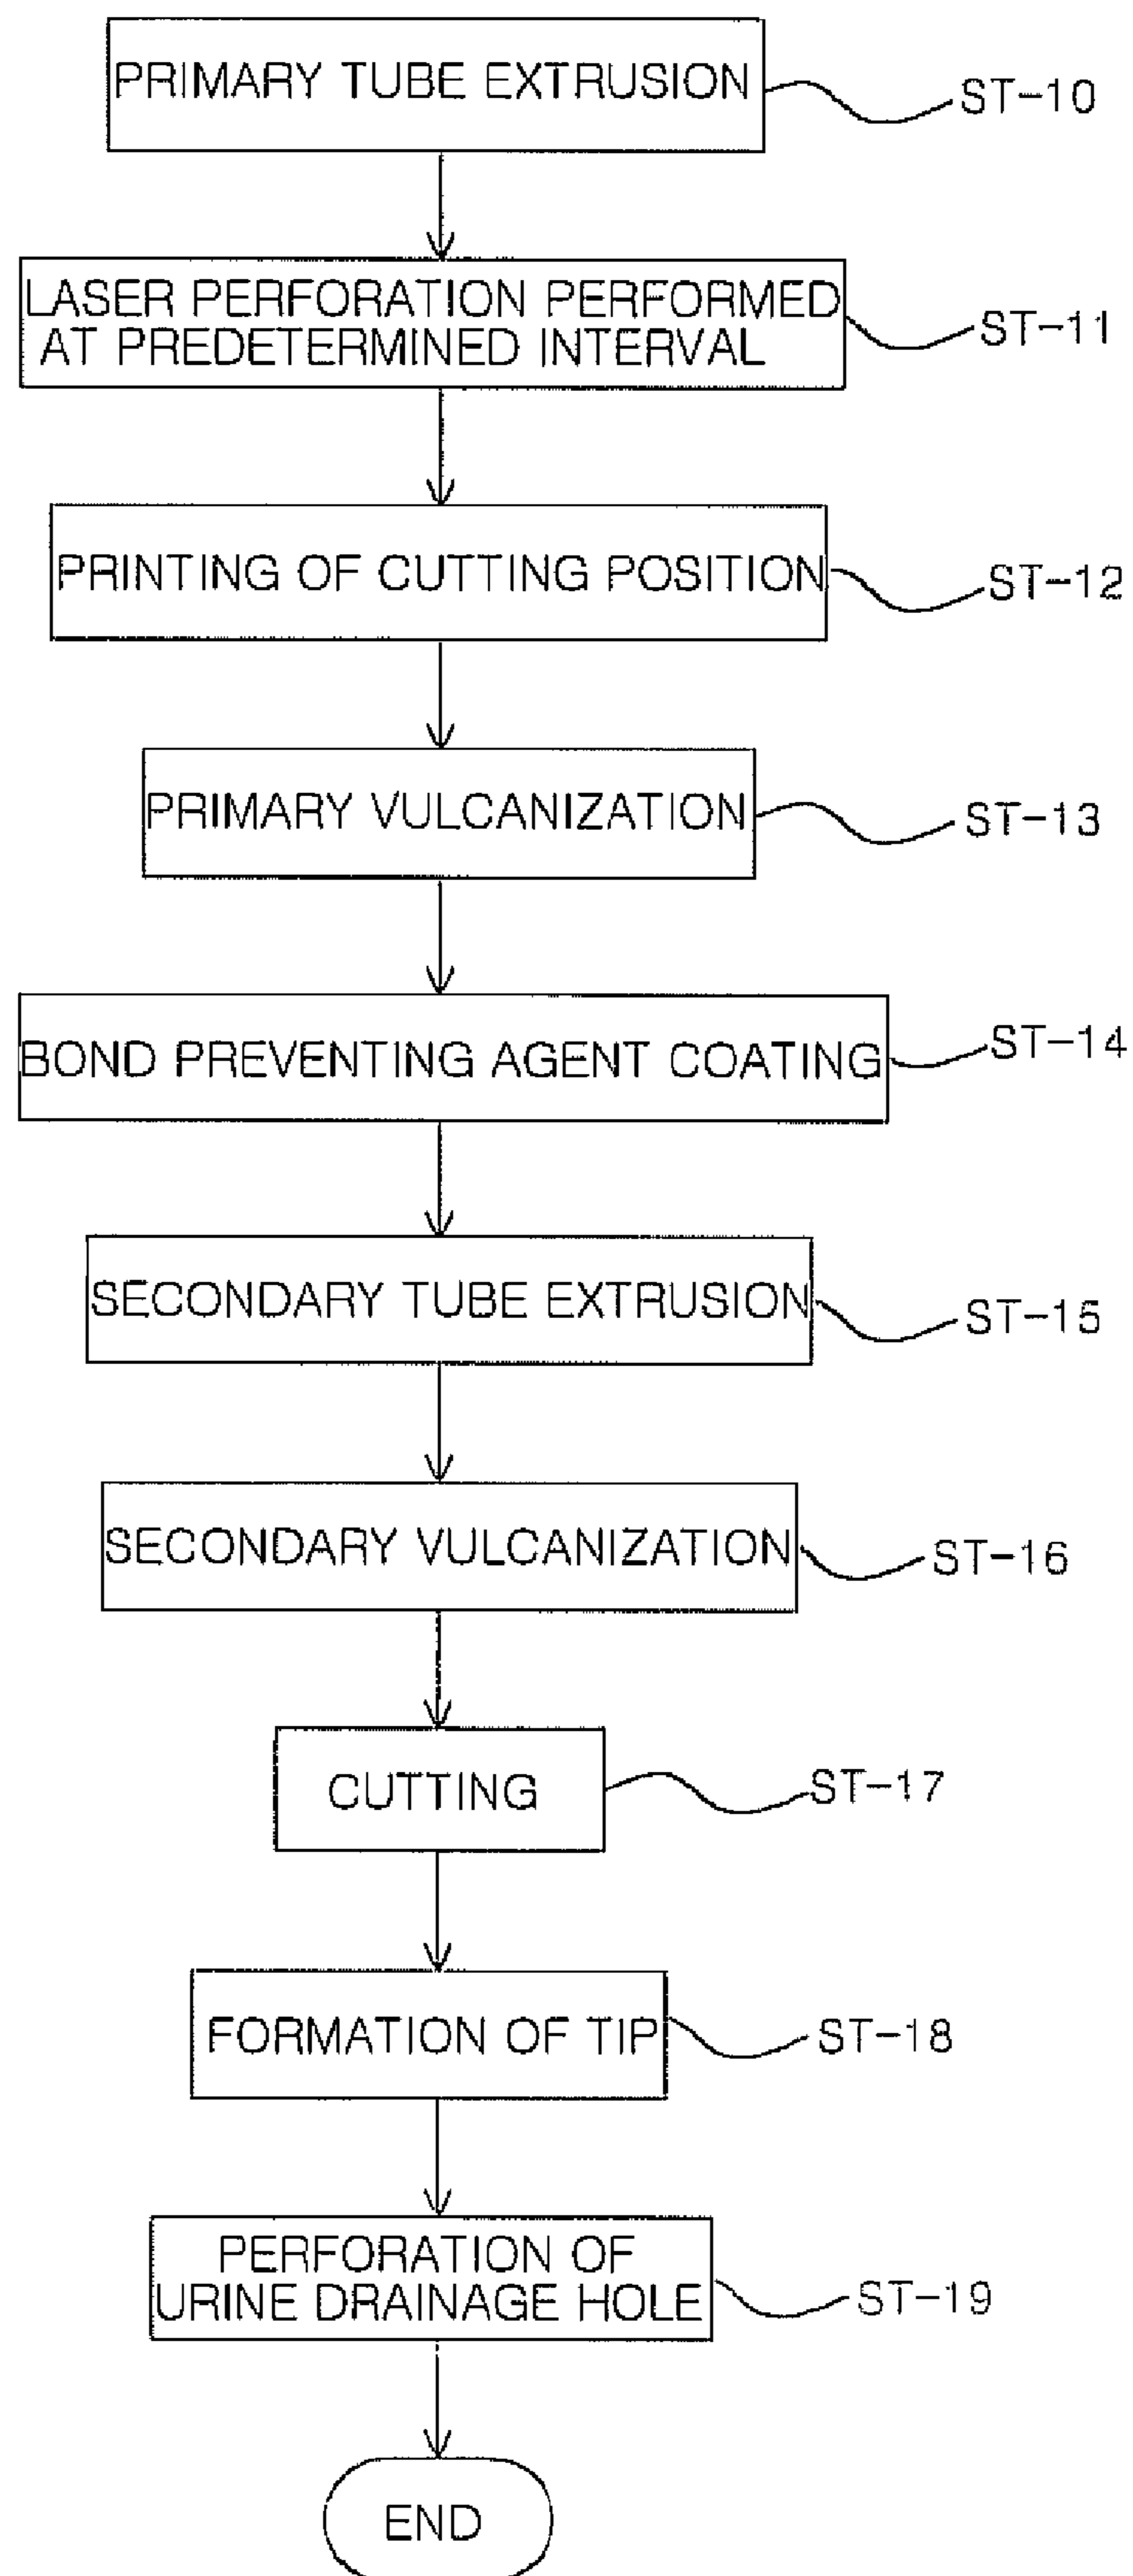 PRIMARY TUBE EXTRUSION
ST-10
LASER PERFORATION PERFORMED
AT PREDETERMINED INTERVAL
ST-11
PRINTING OF CUTTING POSITION
ST-12
PRIMARY VULCANIZATION
ST-13
BOND PREVENTING AGENT COATING
ST-14
SECONDARY TUBE EXTRUSION
ST-15
SECONDARY VULCANIZATION
ST-16
CUTTING
ST-17
FORMATION OF TIP
ST-18
PERFORATION OF
URINE DRAINAGE HOLE
ST-19
END